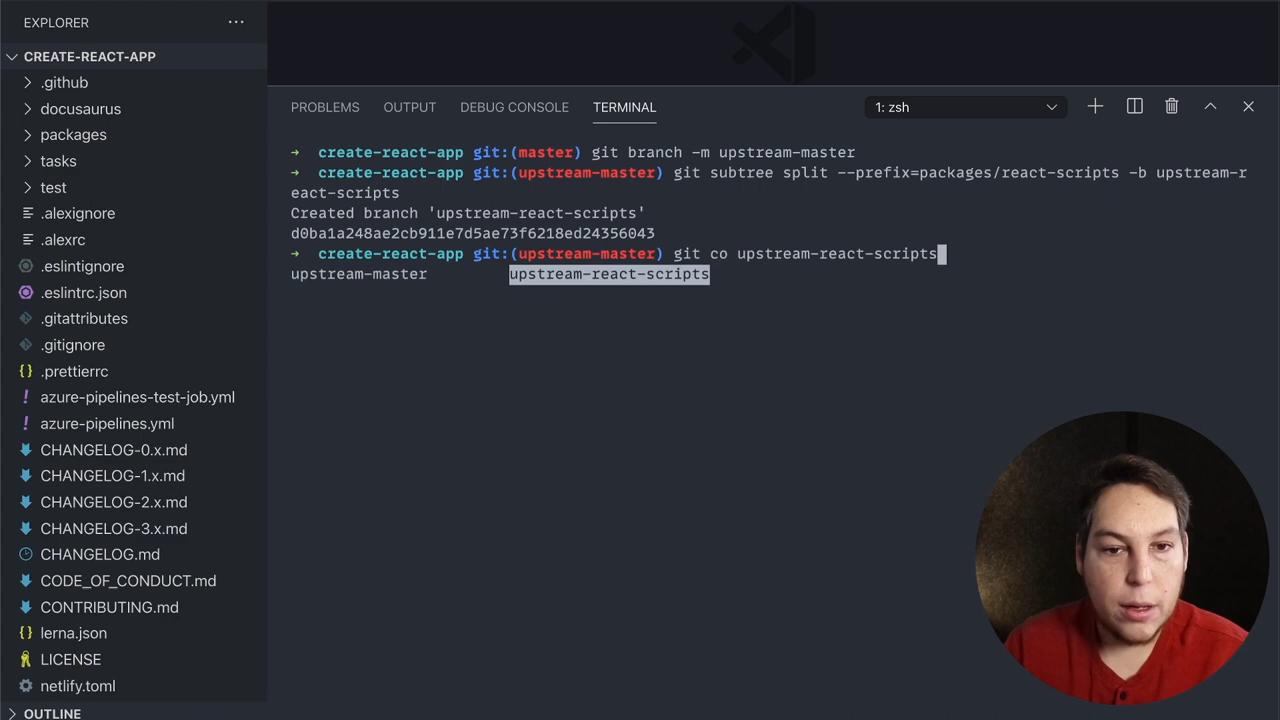 EXPLORER
CREATE-REACT-APP
.github
docusaurus
packages
tasks
test
.alexignore
.alexrc
.eslintignore
.eslintrc.json
.gitattributes
.gitignore
.prettierrc
azure-pipelines-test-job.yml
azure-pipelines.yml
CHANGELOG-0.x.md
CHANGELOG-1.x.md
CHANGELOG-2.x.md
CHANGELOG-3.x.md
CHANGELOG.md
CODE_OF_CONDUCT.md
CONTRIBUTING.md
lerna.json
LICENSE
netlify.toml
OUTLINE
PROBLEMS OUTPUT DEBUG CONSOLE TERMINAL 1: zsh
→ create-react-app git:(master) git branch -m upstream-master
→ create-react-app git:(upstream-master) git subtree split --prefix=packages/react-scripts -b upstream-r
eact-scripts
Created branch 'upstream-react-scripts'
d0ba1a248ae2cb911e7d5ae73f6218ed24356043
→ create-react-app git:(upstream-master) git co upstream-react-scripts
upstream-master upstream-react-scripts